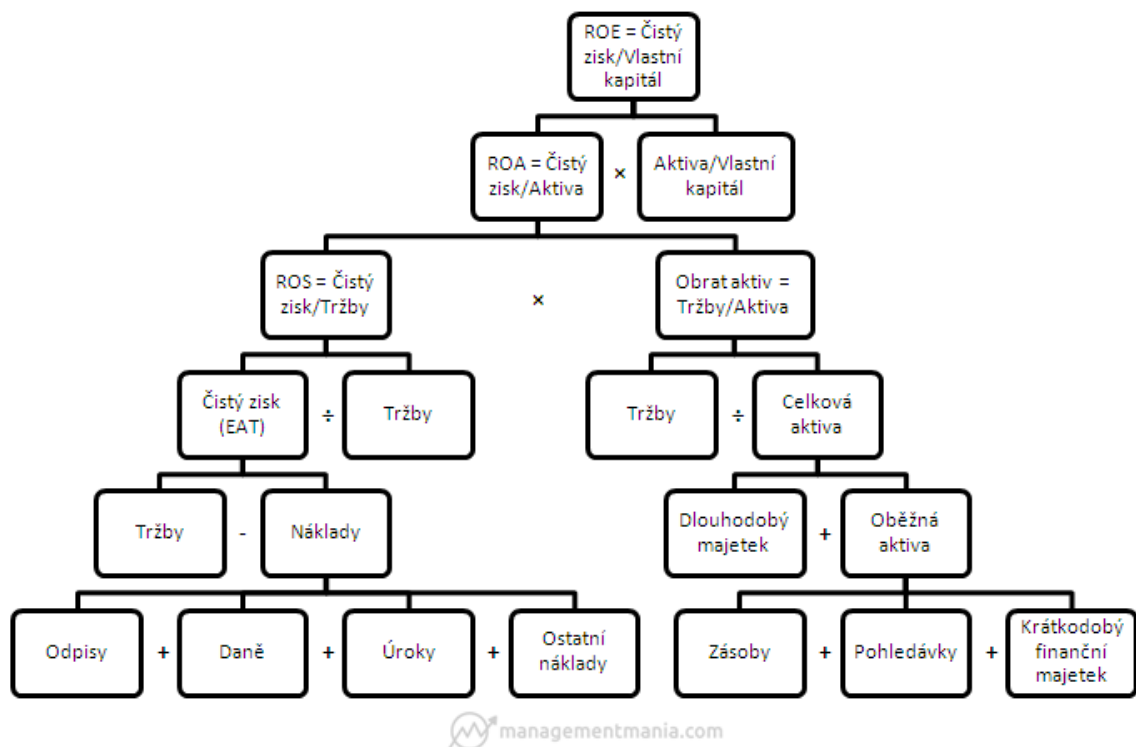 ROE = Čistý
zisk/Vlastní
kapitál
ROA = Čistý
zisk/Aktiva
×
Aktiva/Vlastní
kapitál
ROS = Čistý
zisk/Tržby
×
Obrat aktiv =
Tržby/Aktiva
Čistý zisk
(EAT)
÷
Tržby
Tržby
÷
Celková
aktiva
Tržby
-
Náklady
Dlouhodobý
majetek
+
Oběžná
aktiva
Odpisy
+
Daně
+
Úroky
+
Ostatní
náklady
Zásoby
+
Pohledávky
+
Krátkodobý
finanční
majetek
managementmania.com